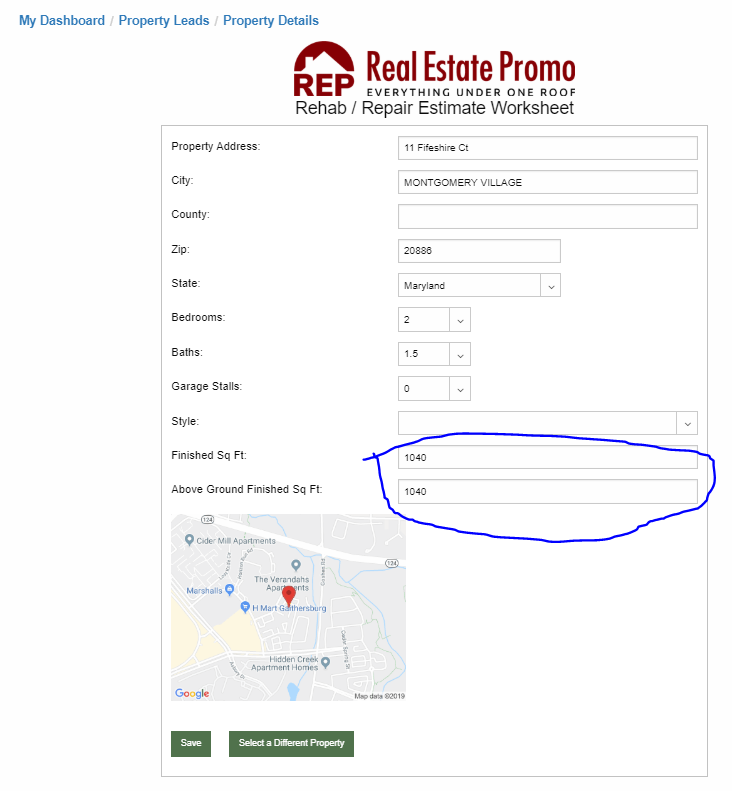 My Dashboard / Property Leads / Property Details
REP Real Estate Promo
EVERYTHING UNDER ONE ROOF
Rehab / Repair Estimate Worksheet
Property Address: 11 Fifeshire Ct
City: MONTGOMERY VILLAGE
County:
Zip: 20886
State: Maryland
Bedrooms: 2
Baths: 1.5
Garage Stalls: 0
Style:
Finished Sq Ft: 1040
Above Ground Finished Sq Ft: 1040
124
Cider Mill Apartments
124
The Verandahs
Apartments
Marshalls
H Mart Gaithersburg
Hidden Creek
Apartment Homes
Google Map data ©2019
Save Select a Different Property